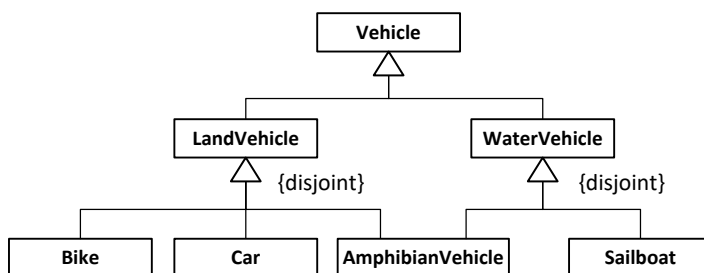 Vehicle
LandVehicle
WaterVehicle
{disjoint}
{disjoint}
Bike
Car
AmphibianVehicle
Sailboat